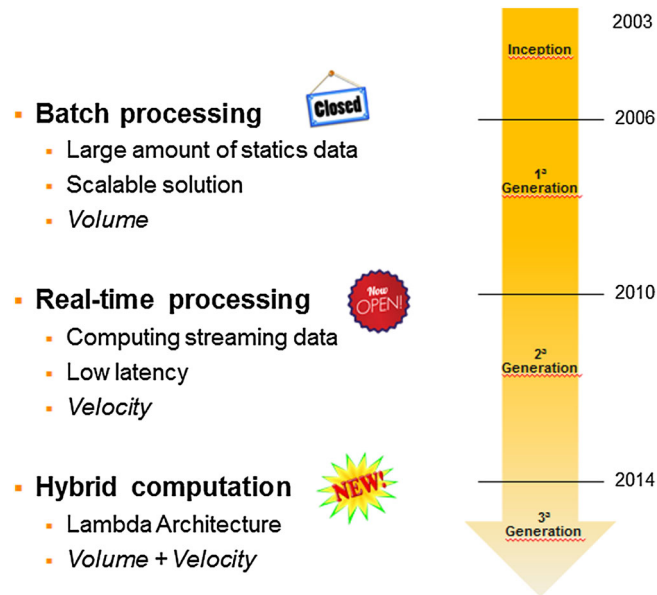 2003
Inception
Closed
Batch processing
2006
Large amount of statics data
Scalable solution
1ª
Generation
Volume
Now
OPEN!
Real-time processing
2010
Computing streaming data
Low latency
2ª
Generation
Velocity
NEW!
Hybrid computation
2014
Lambda Architecture
3ª
Generation
Volume + Velocity